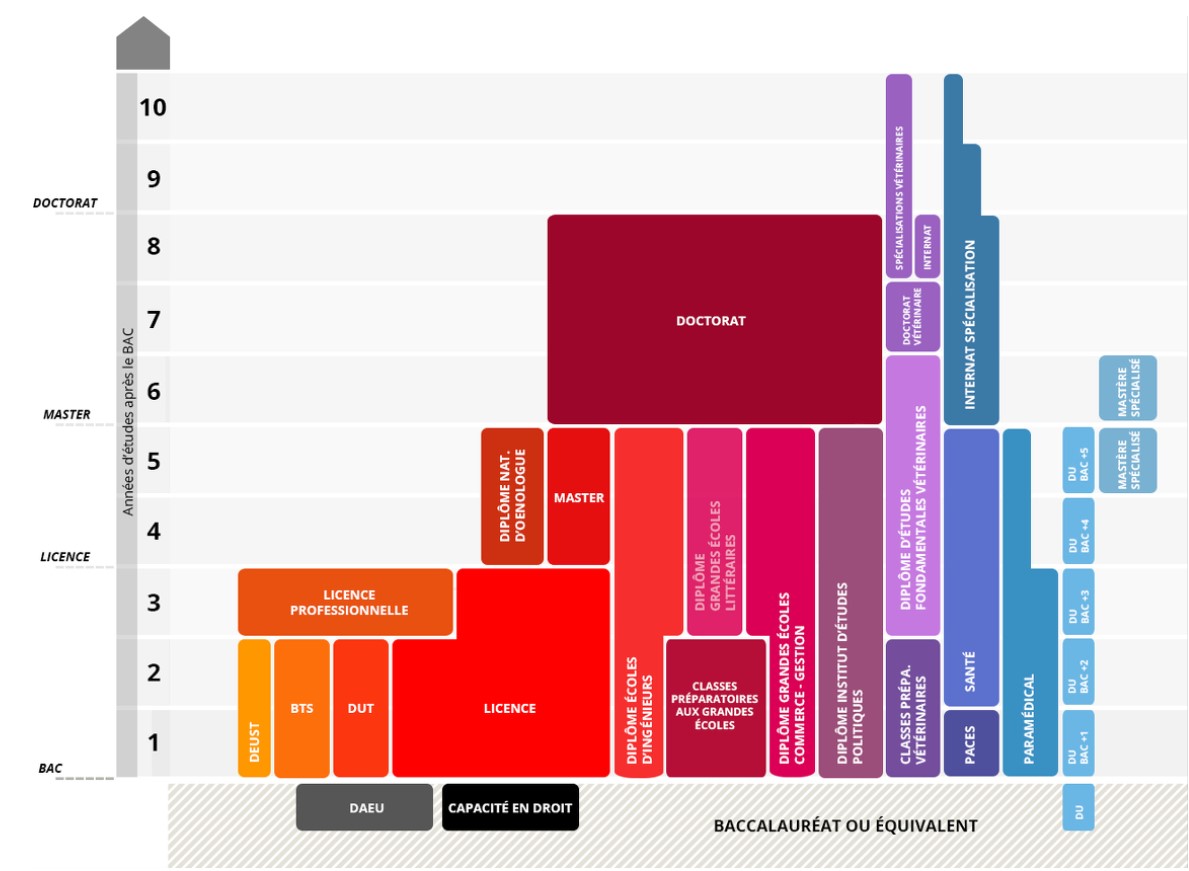 10
9
DOCTORAT
8
7
6
MASTER
5
4
LICENCE
3
2
1
BAC
Années d'études après le BAC
SPÉCIALISATIONS VÉTÉRINAIRES
INTERNAT
DOCTORAT
VÉTÉRINAIRE
INTERNAT SPÉCIALISATION
DOCTORAT
MASTÈRE
SPÉCIALISÉ
DIPLÔME NAT.
D'OENOLOGUE
MASTER
DIPLÔME
GRANDES ÉCOLES
LITTÉRAIRES
DIPLÔME D'ÉTUDES
FONDAMENTALES VÉTÉRINAIRES
DU
BAC +5
MASTÈRE
SPÉCIALISÉ
DU
BAC +4
LICENCE
PROFESSIONNELLE
DU
BAC +3
DEUST
BTS
DUT
LICENCE
DIPLÔME ÉCOLES
D'INGÉNIEURS
CLASSES
PRÉPARATOIRES
AUX GRANDES
ÉCOLES
DIPLÔME GRANDES ÉCOLES
COMMERCE - GESTION
DIPLÔME INSTITUT D'ÉTUDES
POLITIQUES
CLASSES PRÉPA.
VÉTÉRINAIRES
SANTÉ
PACES
PARAMÉDICAL
DU
BAC +2
DU
BAC +1
DAEU
CAPACITÉ EN DROIT
BACCALAURÉAT OU ÉQUIVALENT
DU